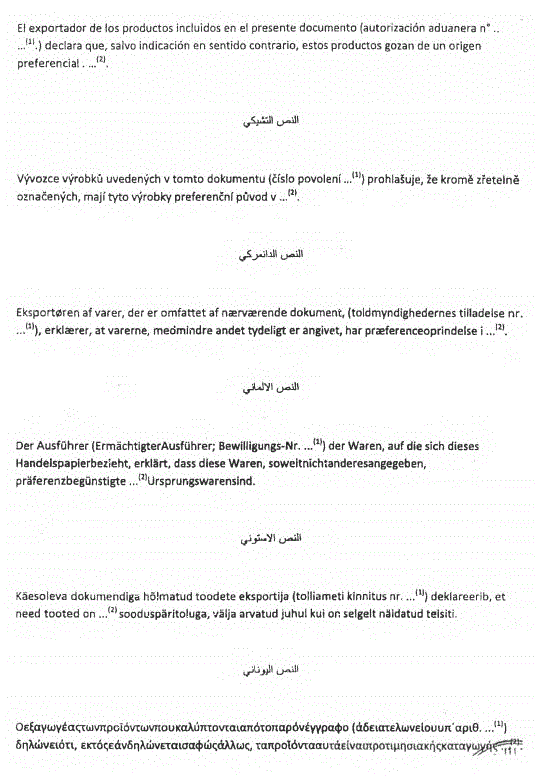 El exportador de los productos incluidos en el presente documento (autorización aduanera n° ..
...(1).) declara que, salvo indicación en sentido contrario, estos productos gozan de un origen
preferencial . ...(2).
النص التشيكي
Vývozce výrobků uvedených v tomto dokumentu (číslo povolení ...(1)) prohlašuje, že kromě zřetelně
označených, mají tyto výrobky preferenční původ v ...(2).
النص الدانمركي
Eksportøren af varer, der er omfattet af nærværende dokument, (toldmyndighedernes tilladelse nr.
...(1)), erklærer, at varerne, medmindre andet tydeligt er angivet, har præferenceoprindelse i ...(2).
النص الالماني
Der Ausführer (ErmächtigterAusführer; Bewilligungs-Nr. ...(1)) der Waren, auf die sich dieses
Handelspapierbezieht, erklärt, dass diese Waren, soweitnichtanderesangegeben,
präferenzbegünstigte ...(2)Ursprungswarensind.
النص الاستوني
Käesoleva dokumendiga hõlmatud toodete eksportija (tolliameti kinnitus nr. ...(1)) deklareerib, et
need tooted on ...(2) sooduspäritoluga, välja arvatud juhul kui on selgelt näidatud teisiti.
النص اليوناني
Οεξαγωγέαςτωνπροϊόντωνπουκαλύπτονταιαπότοπαρόνέγγραφο (άδειατελωνείουυπ΄αριθ. ...(1))
δηλώνειότι, εκτόςεάνδηλώνεταισαφώςάλλως, ταπροϊόντααυτάείναιπροτιμησιακήςκαταγωγής ...(2).